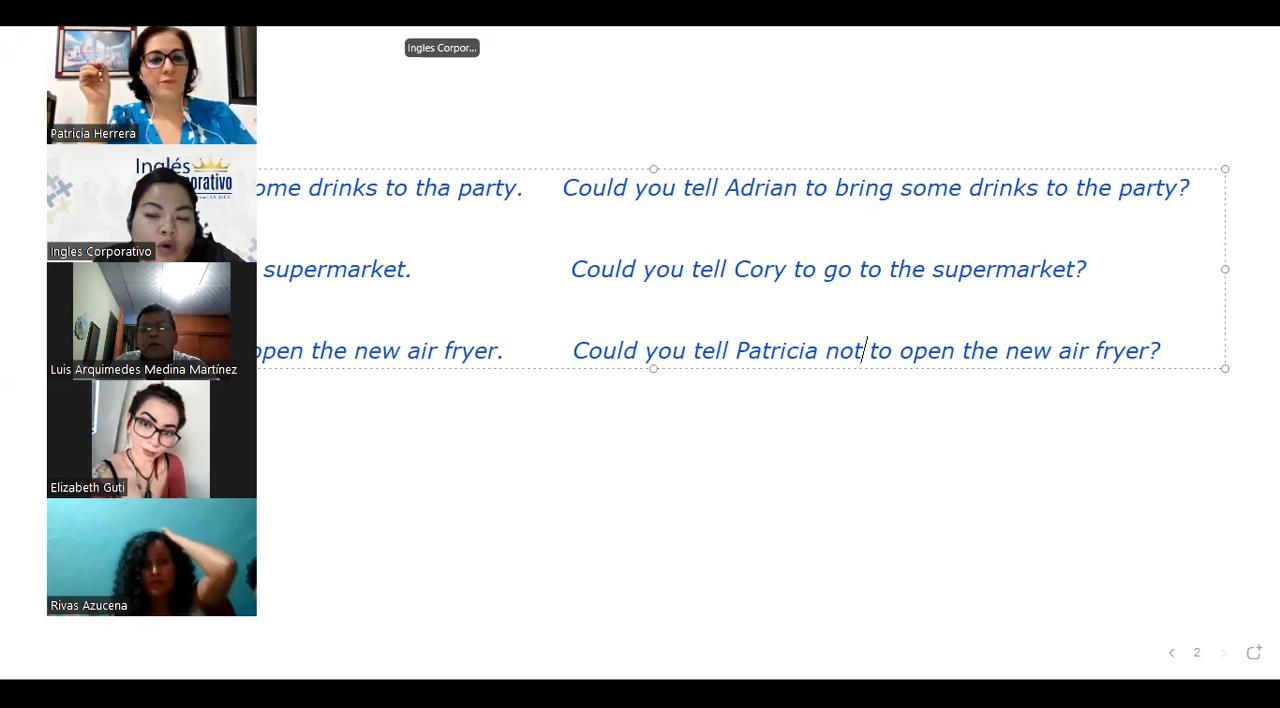 Ingles Corpor...
Patricia Herrera
Inglés
orativo
Ingles Corporativo
Luis Arquimedes Medina Martínez
Elizabeth Guti
Rivas Azucena
ome drinks to tha party. Could you tell Adrian to bring some drinks to the party?
supermarket. Could you tell Cory to go to the supermarket?
open the new air fryer. Could you tell Patricia not to open the new air fryer?
2